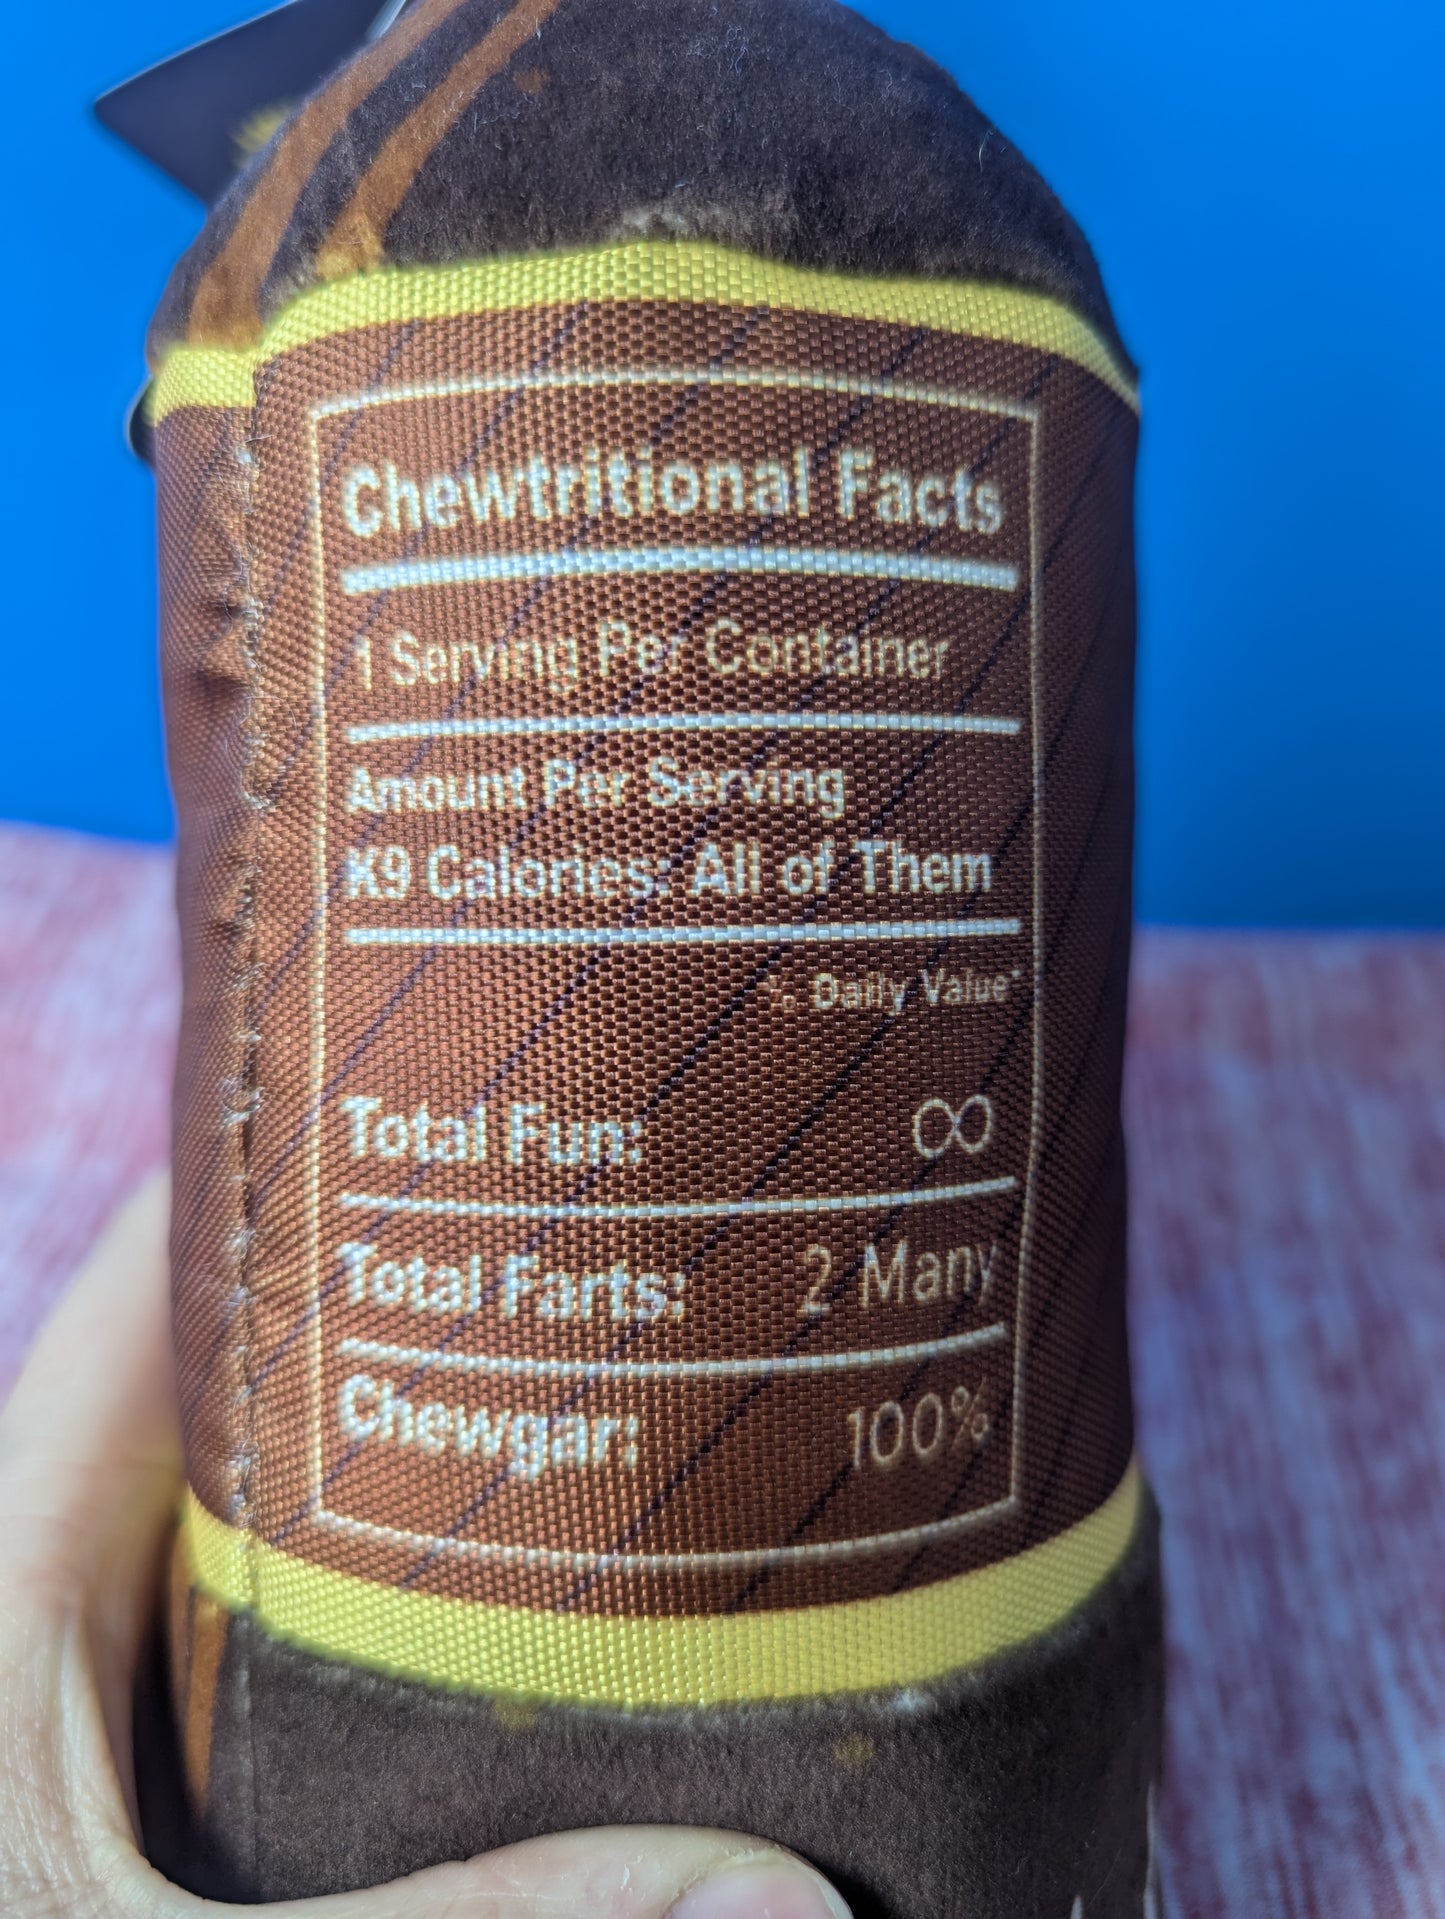 Chewtritional Facts
1 Serving Per Container
Amount Per Serving
K9 Calories: All of Them
% Daily Value*
Total Fun: ∞
Total Farts: 2 Many
Chewgar: 100%